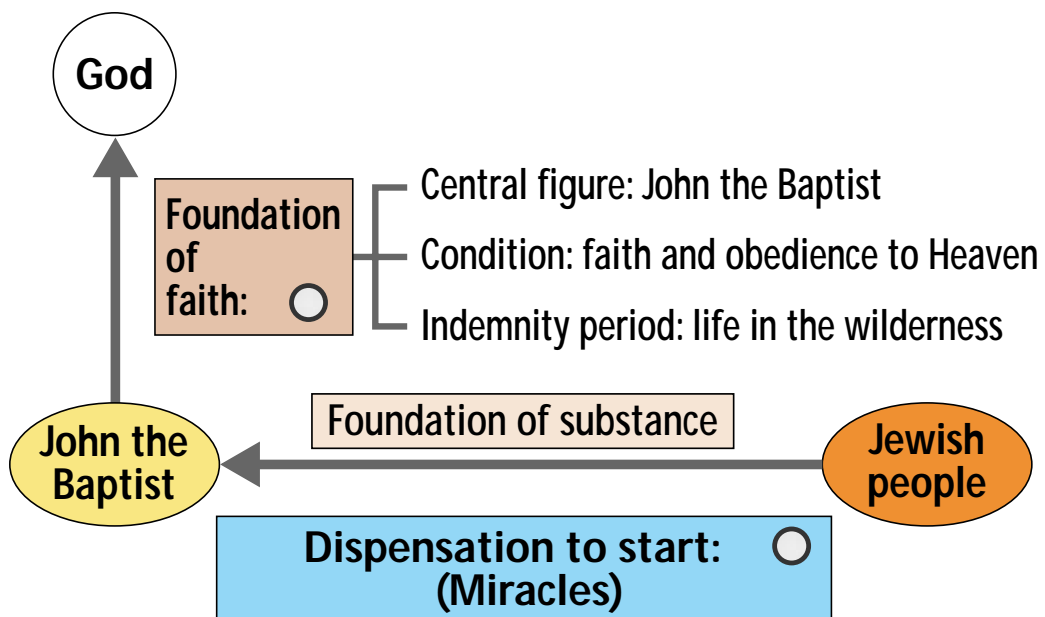 God
Foundation
of
faith:
Central figure: John the Baptist
Condition: faith and obedience to Heaven
Indemnity period: life in the wilderness
Foundation of substance
John the
Baptist
Jewish
people
Dispensation to start:
(Miracles)